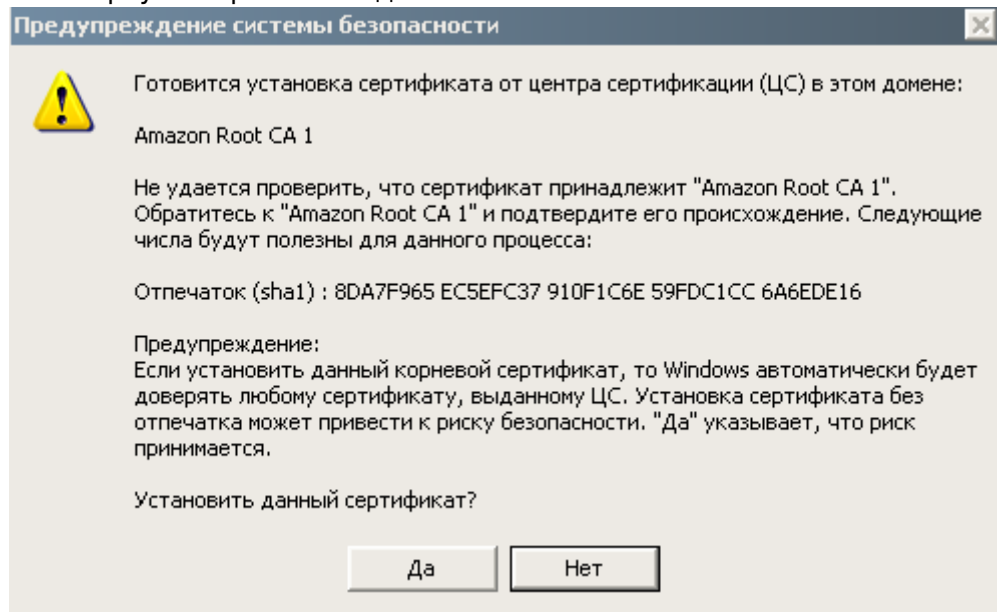 Предупреждение системы безопасности
Готовится установка сертификата от центра сертификации (ЦС) в этом домене:
Amazon Root CA 1
Не удается проверить, что сертификат принадлежит "Amazon Root CA 1".
Обратитесь к "Amazon Root CA 1" и подтвердите его происхождение. Следующие
числа будут полезны для данного процесса:
Отпечаток (sha1) : 8DA7F965 EC5EFC37 910F1C6E 59FDC1CC 6A6EDE16
Предупреждение:
Если установить данный корневой сертификат, то Windows автоматически будет
доверять любому сертификату, выданному ЦС. Установка сертификата без
отпечатка может привести к риску безопасности. "Да" указывает, что риск
принимается.
Установить данный сертификат?
Да
Нет